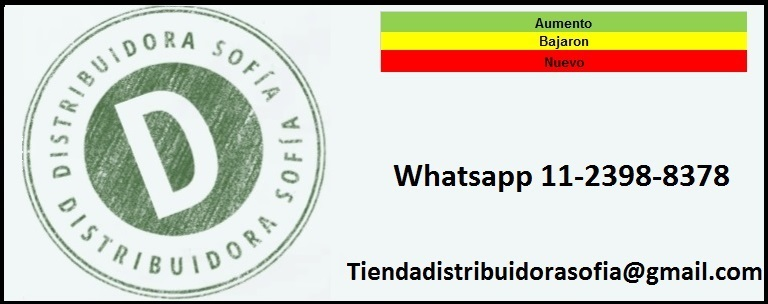 DISTRIBUIDORA SOFÍA
D
DISTRIBUIDORA SOFÍA
Aumento
Bajaron
Nuevo
Whatsapp 11-2398-8378
Tiendadistribuidorasofia@gmail.com